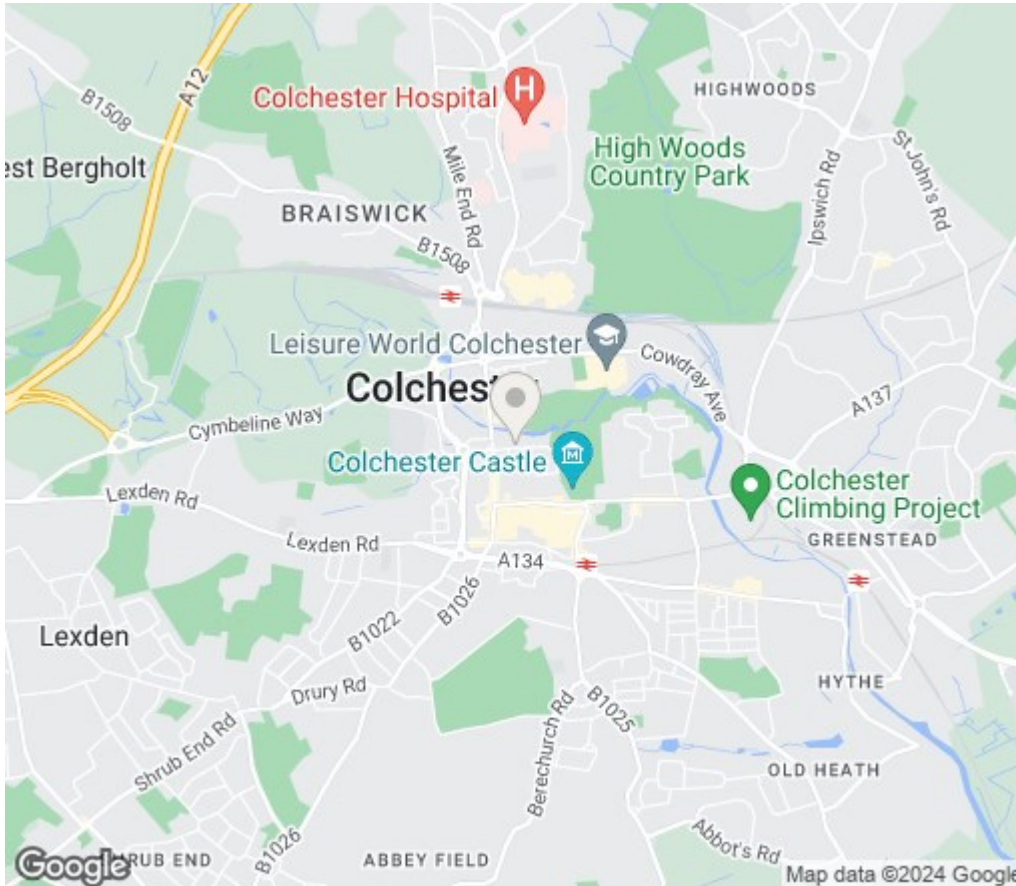 A12
B1508
Colchester Hospital
H
HIGHWOODS
est Bergholt
Mile End Rd
High Woods
Country Park
St John's Rd
Ipswich Rd
BRAISWICK
B1508
Leisure World Colchester
Cowdray Ave
Colchest
A137
Cymbeline Way
Colchester Castle
M
Lexden Rd
Colchester
Climbing Project
Lexden Rd
GREENSTEAD
A134
B1026
B1022
Lexden
Drury Rd
HYTHE
B1025
Shrub End Rd
Berechurch Rd
OLD HEATH
Abbot's Rd
B1026
Google
HRUB END
ABBEY FIELD
Map data ©2024 Google